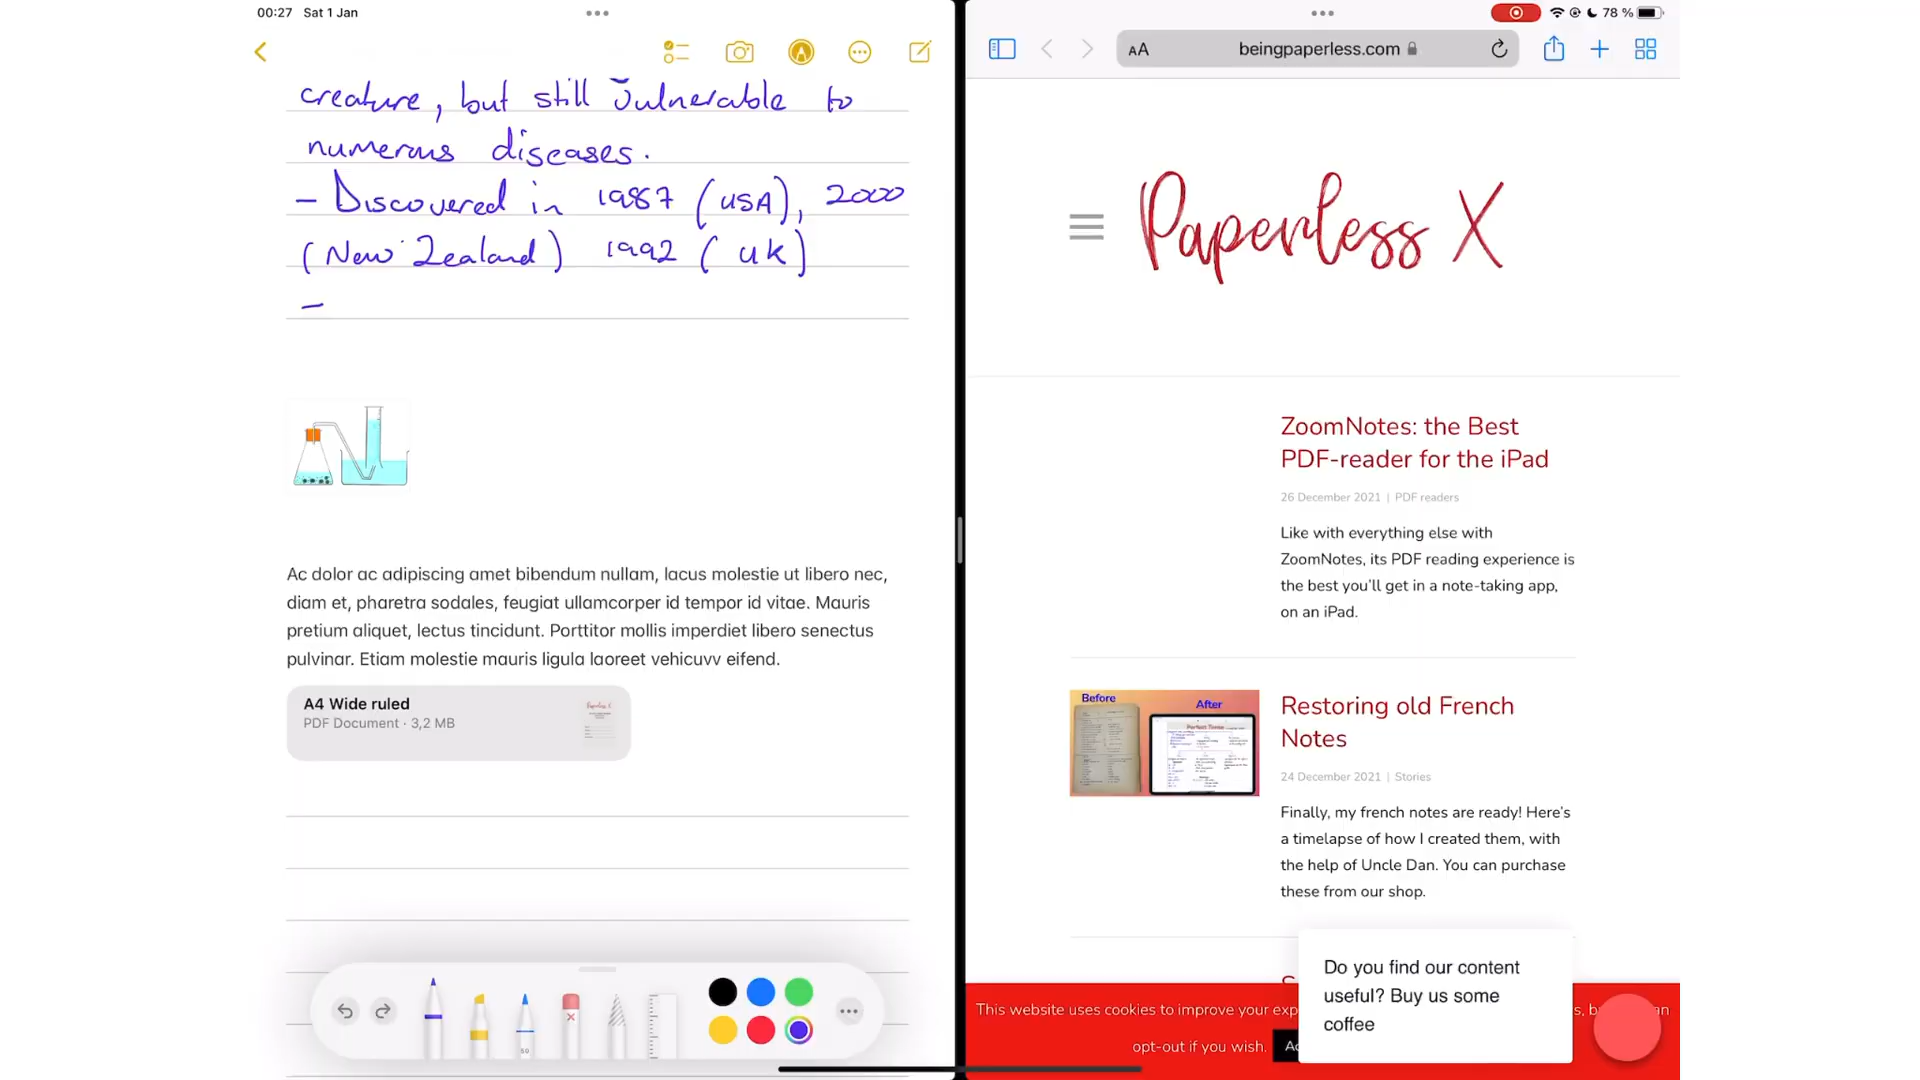 00:27 Sat 1 Jan
78 %
AA beingpaperless.com
creature, but still vulnerable to
numerous diseases.
- Discovered in 1987 (USA), 2000
(New Zealand) 1992 (UK)
-
Ac dolor ac adipiscing amet bibendum nullam, lacus molestie ut libero nec,
diam et, pharetra sodales, feugiat ullamcorper id tempor id vitae. Mauris
pretium aliquet, lectus tincidunt. Porttitor mollis imperdiet libero senectus
pulvinar. Etiam molestie mauris ligula laoreet vehicuvv eifend.
A4 Wide ruled
PDF Document · 3,2 MB
50
Paperless X
ZoomNotes: the Best
PDF-reader for the iPad
26 December 2021 | PDF readers
Like with everything else with
ZoomNotes, its PDF reading experience is
the best you'll get in a note-taking app,
on an iPad.
Before
After
Restoring old French
Notes
24 December 2021 | Stories
Finally, my french notes are ready! Here's
a timelapse of how I created them, with
the help of Uncle Dan. You can purchase
these from our shop.
Do you find our content
useful? Buy us some
coffee
This website uses cookies to improve your exp
opt-out if you wish.